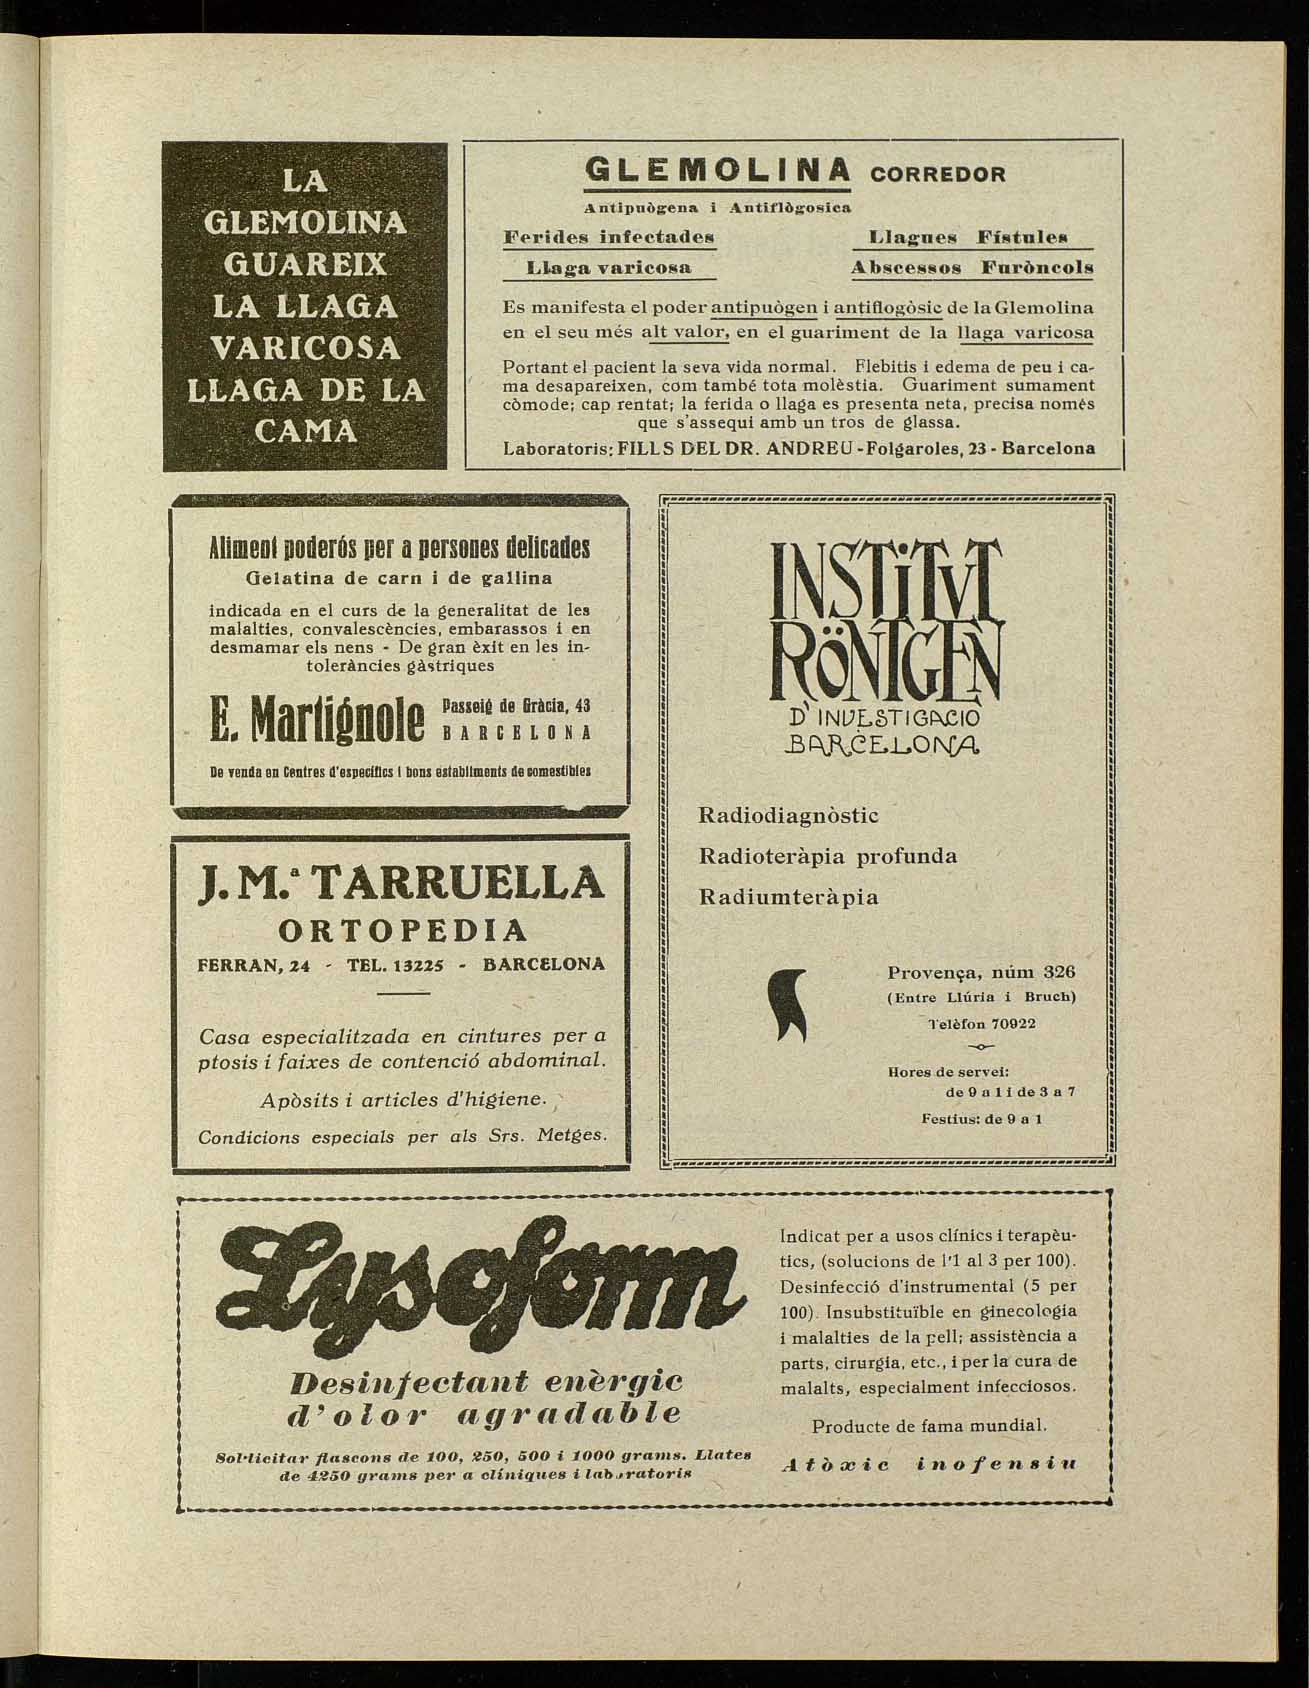 LA
GLEMOLINA
GUAREIX
LA LLAGA
VARICOSA
LLAGA DE LA
CAMA
GLEMOLINA CORREDOR
Antipuògena i Antiflògosica
Ferides infectades
Llagues Fístules
Llaga varicosa
Abscessos Furòncols
Es manifesta el poder antipuògen i antiflogòsic de la Glemolina
en el seu més alt valor, en el guariment de la llaga varicosa
Portant el pacient la seva vida normal. Flebitis i edema de peu i ca-
ma desapareixen, com també tota molèstia. Guariment sumament
còmode; cap rentat; la ferida o llaga es presenta neta, precisa només
que s'assequi amb un tros de glassa.
Laboratoris: FILLS DEL DR. ANDREU - Folgaroles, 23 - Barcelona
Aliment poderós per a persones delicades
Gelatina de carn i de gallina
indicada en el curs de la generalitat de les
malalties, convalescències, embarassos i en
desmamar els nens - De gran èxit en les in-
toleràncies gàstriques
E. Martignole
Passeig de Gràcia, 43
BARCELONA
De venda en Centres d'específics i bons establiments de comestibles
J. M.ª TARRUELLA
ORTOPEDIA
FERRAN, 24 - TEL. 13225 - BARCELONA
Casa especialitzada en cintures per a
ptosis i faixes de contenció abdominal.
Apòsits i articles d'higiene.
Condicions especials per als Srs. Metges.
INSTiTVT
RÖNTGEN
D'INVESTIGACIO
BARCELONA
Radiodiagnòstic
Radioteràpia profunda
Radiumteràpia
Provença, núm 326
(Entre Llúria i Bruch)
Telèfon 70922
Hores de servei:
de 9 a 1 i de 3 a 7
Festius: de 9 a 1
Lysoform
Desinfectant enèrgic
d'olor agradable
Sol·licitar flascons de 100, 250, 500 i 1000 grams. Llates
de 4250 grams per a clíniques i laboratoris
Indicat per a usos clínics i terapèu-
tics, (solucions de l'1 al 3 per 100).
Desinfecció d'instrumental (5 per
100). Insubstituïble en ginecologia
i malalties de la pell; assistència a
parts, cirurgia, etc., i per la cura de
malalts, especialment infecciosos.
Producte de fama mundial.
Atòxic inofensiu